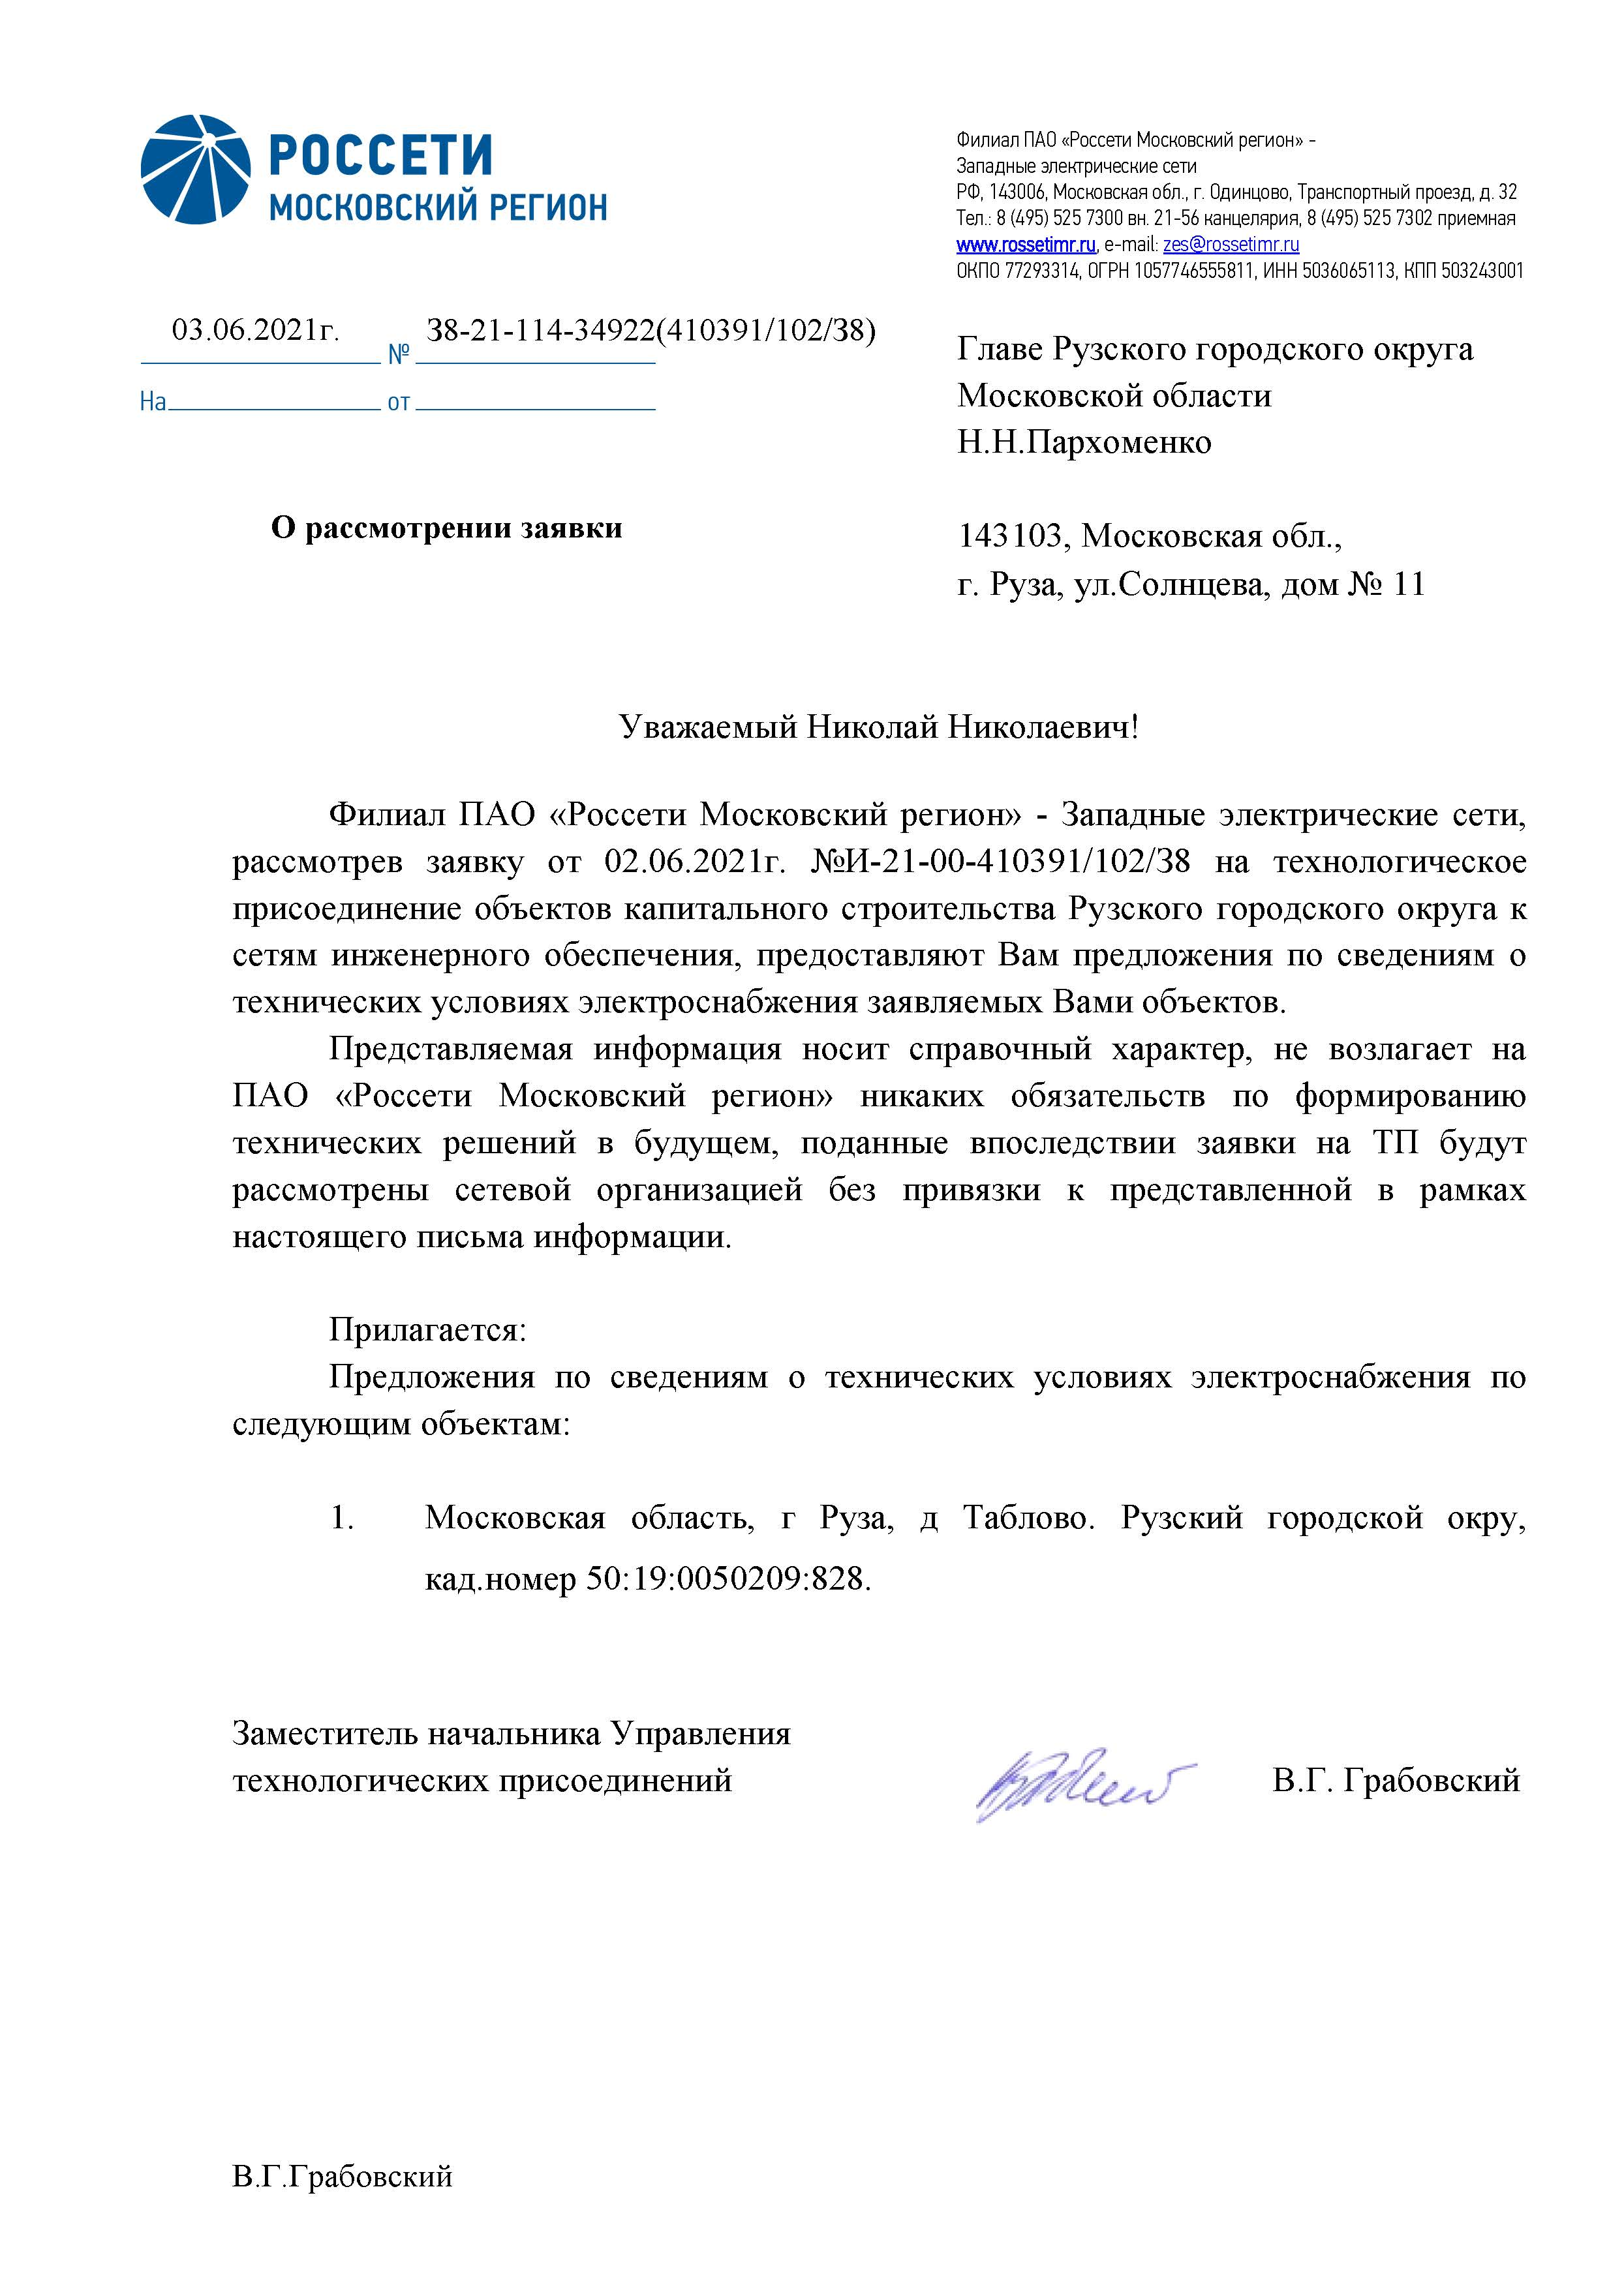 РОССЕТИ
МОСКОВСКИЙ РЕГИОН
Филиал ПАО «Россети Московский регион» -
Западные электрические сети
РФ, 143006, Московская обл., г. Одинцово, Транспортный проезд, д. 32
Тел.: 8 (495) 525 7300 вн. 21-56 канцелярия, 8 (495) 525 7302 приемная
www.rossetimr.ru, e-mail: zes@rossetimr.ru
ОКПО 77293314, ОГРН 1057746555811, ИНН 5036065113, КПП 503243001
03.06.2021г. № З8-21-114-34922(410391/102/З8)
На от
Главе Рузского городского округа
Московской области
Н.Н.Пархоменко
О рассмотрении заявки
143103, Московская обл.,
г. Руза, ул.Солнцева, дом № 11
Уважаемый Николай Николаевич!
Филиал ПАО «Россети Московский регион» - Западные электрические сети,
рассмотрев заявку от 02.06.2021г. №И-21-00-410391/102/З8 на технологическое
присоединение объектов капитального строительства Рузского городского округа к
сетям инженерного обеспечения, предоставляют Вам предложения по сведениям о
технических условиях электроснабжения заявляемых Вами объектов.
Представляемая информация носит справочный характер, не возлагает на
ПАО «Россети Московский регион» никаких обязательств по формированию
технических решений в будущем, поданные впоследствии заявки на ТП будут
рассмотрены сетевой организацией без привязки к представленной в рамках
настоящего письма информации.
Прилагается:
Предложения по сведениям о технических условиях электроснабжения по
следующим объектам:
1. Московская область, г Руза, д Таблово. Рузский городской окру,
кад.номер 50:19:0050209:828.
Заместитель начальника Управления
технологических присоединений В.Г. Грабовский
В.Г.Грабовский